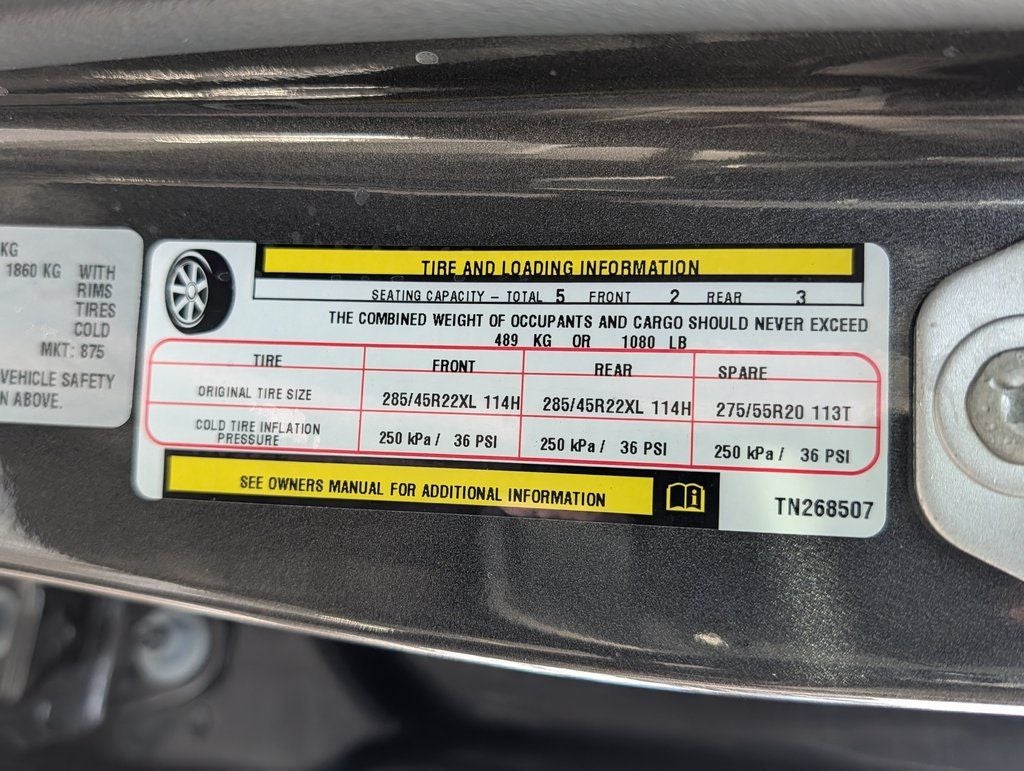 KG
1860 KG WITH
RIMS
TIRES
COLD
MKT: 875
VEHICLE SAFETY
N ABOVE.
TIRE AND LOADING INFORMATION
SEATING CAPACITY – TOTAL 5 FRONT 2 REAR 3
THE COMBINED WEIGHT OF OCCUPANTS AND CARGO SHOULD NEVER EXCEED
489 KG OR 1080 LB
TIRE FRONT REAR SPARE
ORIGINAL TIRE SIZE 285/45R22XL 114H 285/45R22XL 114H 275/55R20 113T
COLD TIRE INFLATION
PRESSURE 250 kPa / 36 PSI 250 kPa / 36 PSI 250 kPa / 36 PSI
SEE OWNERS MANUAL FOR ADDITIONAL INFORMATION
TN268507